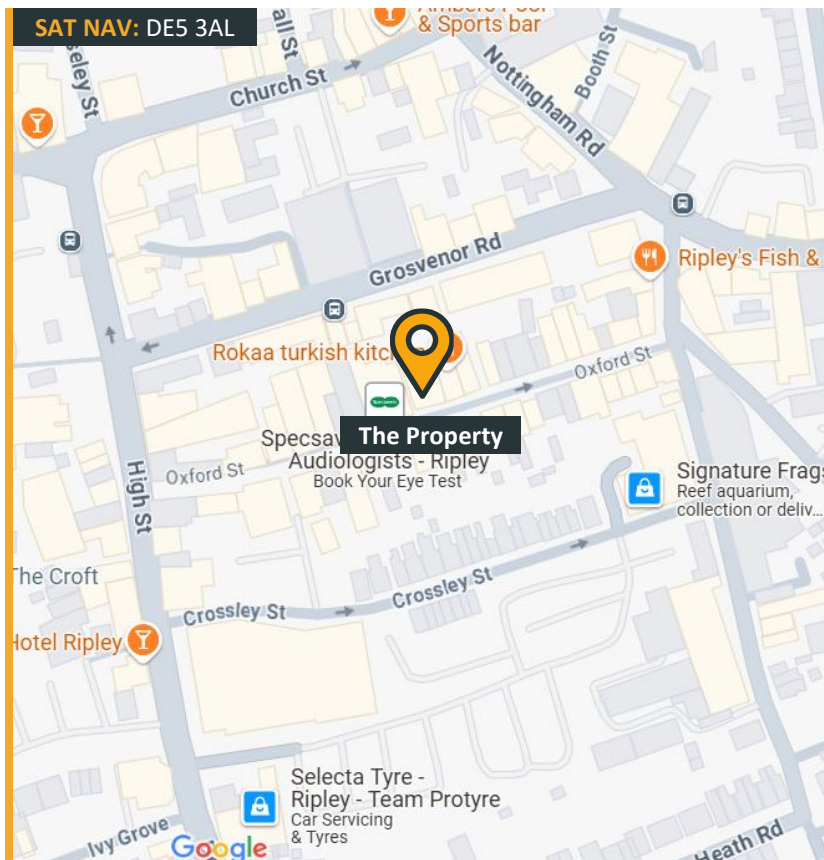 SAT NAV: DE5 3AL
& Sports bar
Church St
Nottingham Rd
Booth St
Grosvenor Rd
Ripley's Fish &
Rokaa turkish
Oxford St
The Property
Audiologists - Ripley
Book Your Eye Test
Oxford St
High St
Signature Frags
Reef aquarium,
collection or deliv...
The Croft
Crossley St
Crossley St
Hotel Ripley
Selecta Tyre -
Ripley - Team Protyre
Car Servicing
& Tyres
Ivy Grove
Google
Heath Rd